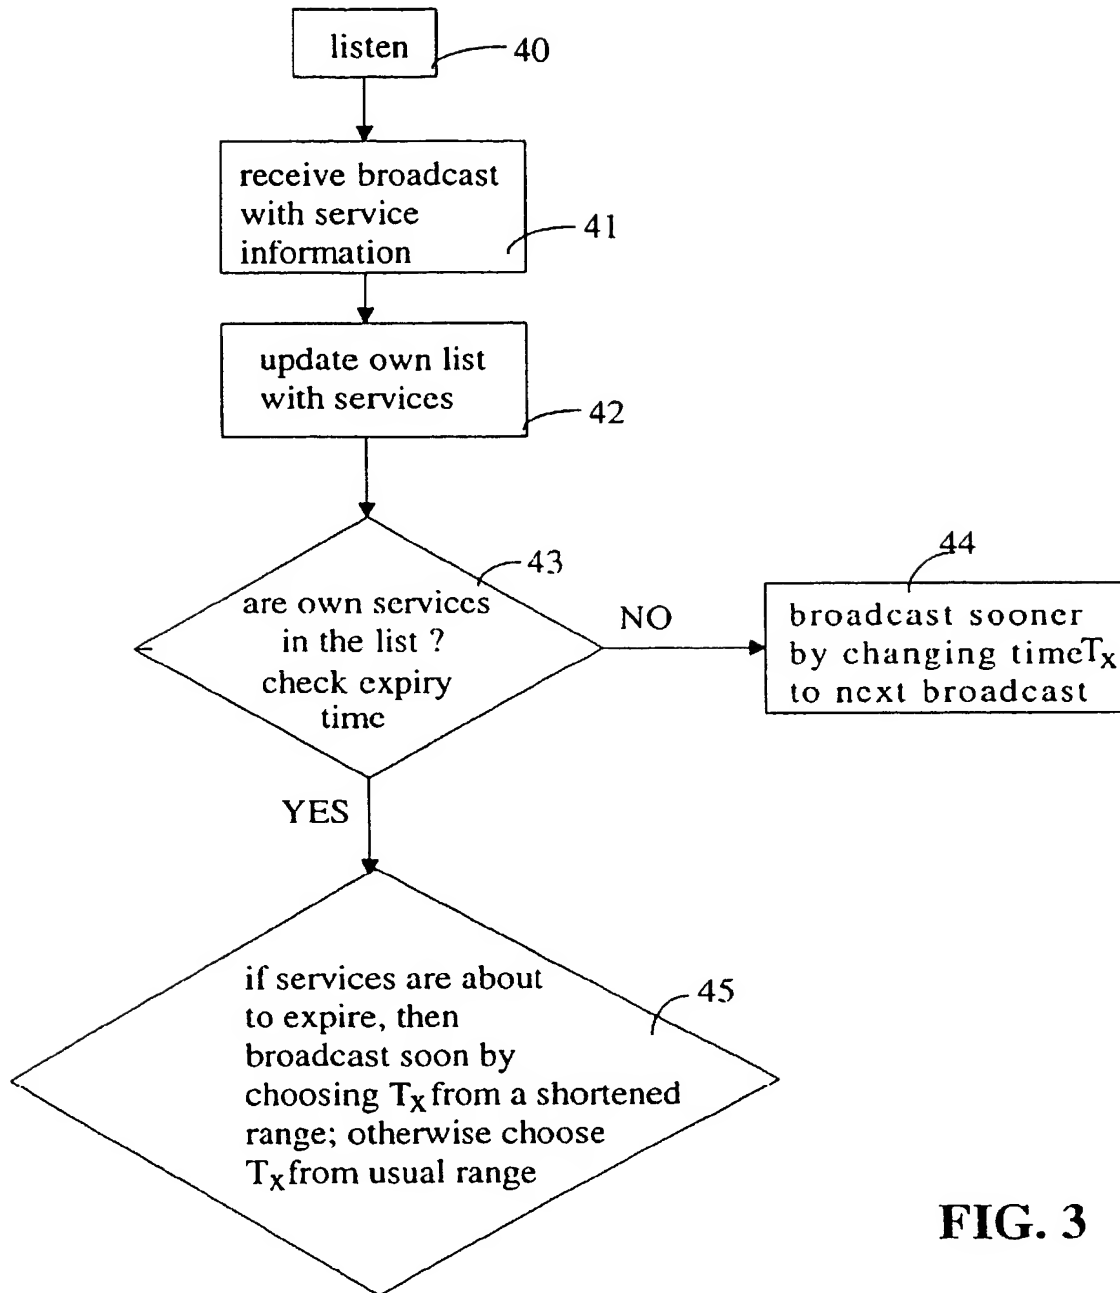 listen
40
receive broadcast
with service
information
41
update own list
with services
42
43
are own services
in the list ?
check expiry
time
NO
44
broadcast sooner
by changing timeTx
to next broadcast
YES
if services are about
to expire, then
broadcast soon by
choosing Tx from a shortened
range; otherwise choose
Tx from usual range
45
FIG. 3